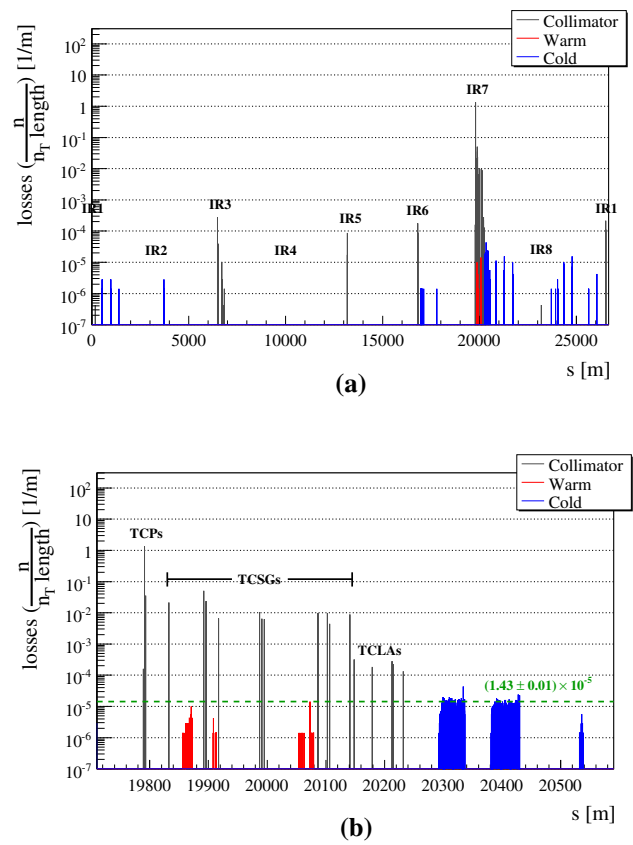 Collimator
Warm
Cold
losses (n / n_T length) [1/m]
10^2
10
1
10^-1
10^-2
10^-3
10^-4
10^-5
10^-6
10^-7
IR1
IR2
IR3
IR4
IR5
IR6
IR7
IR8
IR1
0 5000 10000 15000 20000 25000
s [m]
(a)
Collimator
Warm
Cold
losses (n / n_T length) [1/m]
10^2
10
1
10^-1
10^-2
10^-3
10^-4
10^-5
10^-6
10^-7
TCPs
TCSGs
TCLAs
(1.43 ± 0.01) × 10^-5
19800 19900 20000 20100 20200 20300 20400 20500
s [m]
(b)